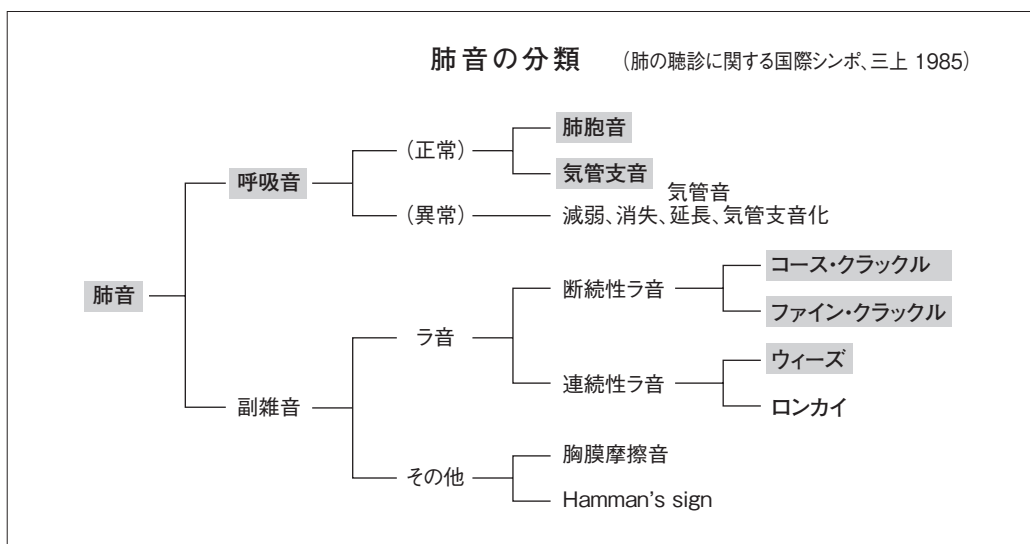 肺音の分類 （肺の聴診に関する国際シンポ、三上 1985）
肺胞音
（正常）
呼吸音
気管支音
気管音
（異常）
減弱、消失、延長、気管支音化
コース・クラックル
断続性ラ音
肺音
ファイン・クラックル
ラ音
ウィーズ
連続性ラ音
副雑音
ロンカイ
胸膜摩擦音
その他
Hamman's sign